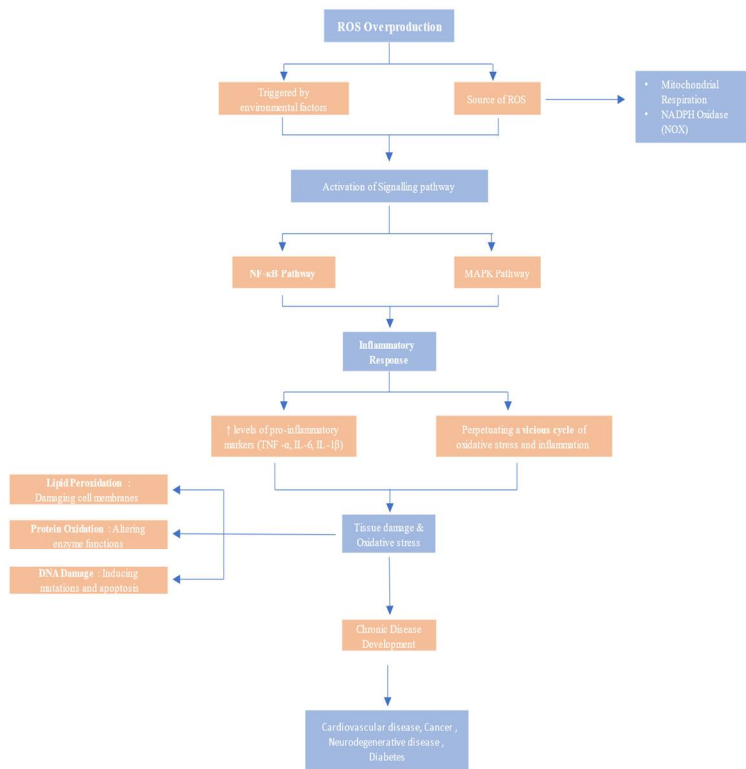 ROS Overproduction
Triggered by
environmental factors
Source of ROS
• Mitochondrial
Respiration
• NADPH Oxidase
(NOX)
Activation of Signalling pathway
NF-κB Pathway
MAPK Pathway
Inflammatory
Response
↑ levels of pro-inflammatory
markers (TNF -α, IL-6, IL -1β)
Perpetuating a vicious cycle of
oxidative stress and inflammation
Lipid Peroxidation :
Damaging cell membranes
Protein Oxidation : Altering
enzyme functions
DNA Damage : Inducing
mutations and apoptosis
Tissue damage &
Oxidative stress
Chronic Disease
Development
Cardiovascular disease, Cancer ,
Neurodegenerative disease ,
Diabetes